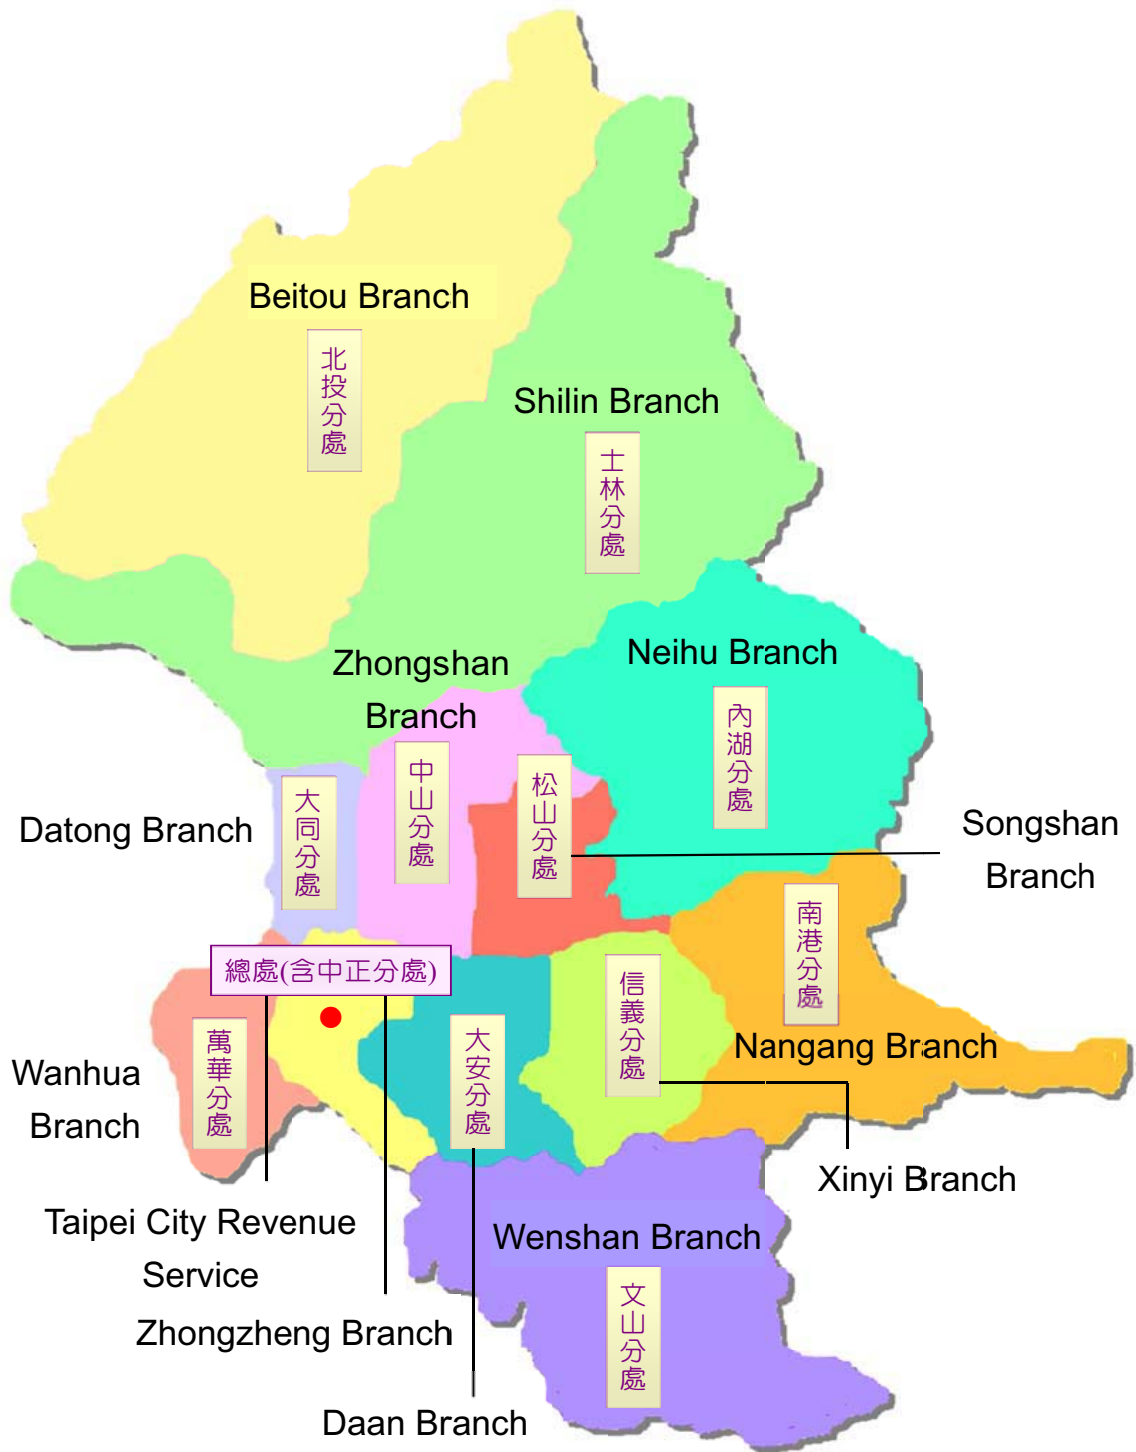 Beitou Branch
北投分處
Shilin Branch
士林分處
Neihu Branch
內湖分處
Zhongshan
Branch
中山分處
松山分處
Songshan
Branch
Datong Branch
大同分處
南港分處
Nangang Branch
總處(含中正分處)
信義分處
Xinyi Branch
大安分處
萬華分處
Wanhua
Branch
Taipei City Revenue
Service
Zhongzheng Branch
Daan Branch
Wenshan Branch
文山分處